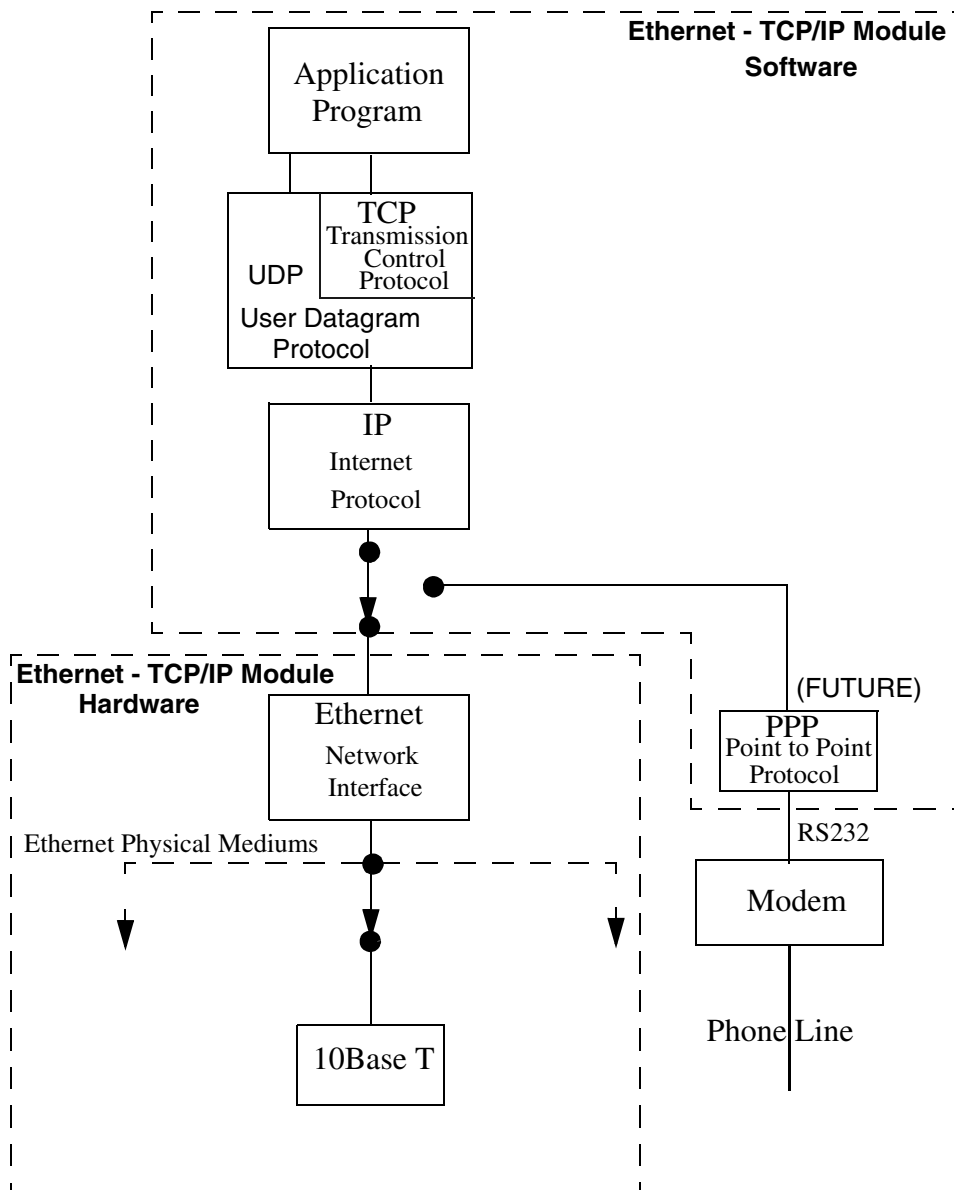 Ethernet - TCP/IP Module
Software
Application
Program
TCP
Transmission
Control
Protocol
UDP
User Datagram
Protocol
IP
Internet
Protocol
(FUTURE)
PPP
Point to Point
Protocol
RS232
Modem
Phone Line
Ethernet - TCP/IP Module
Hardware
Ethernet
Network
Interface
Ethernet Physical Mediums
10Base T